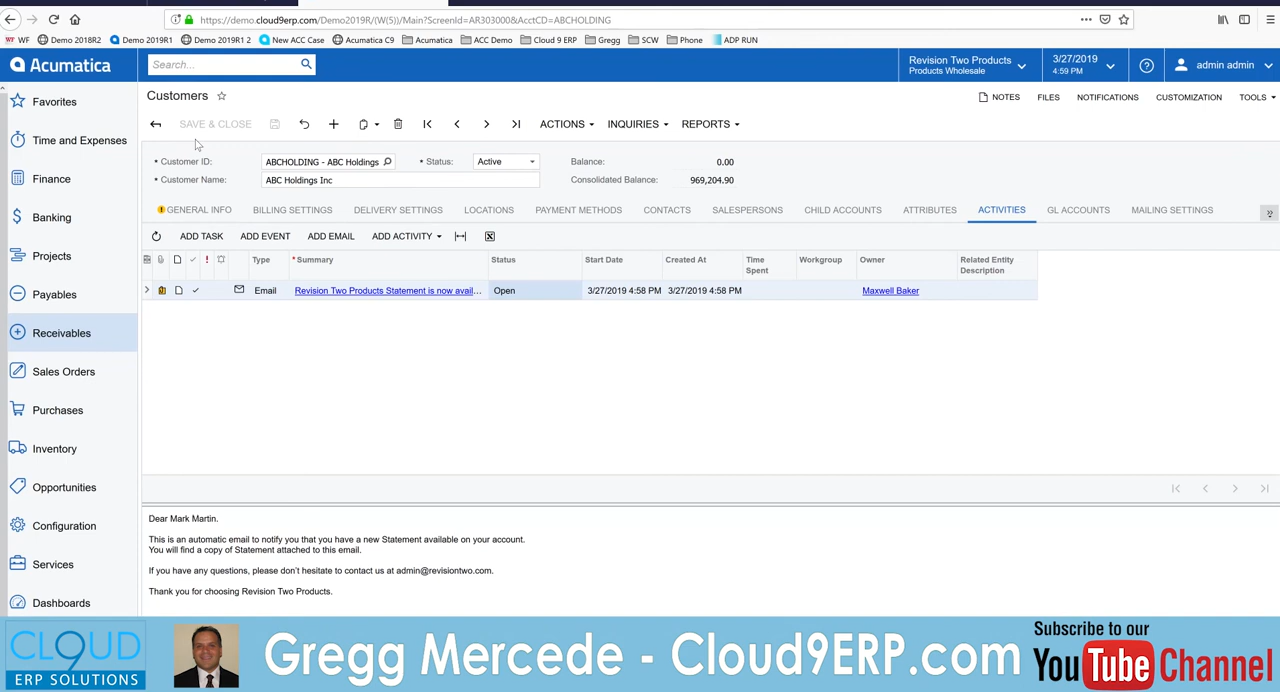 https://demo.cloud9erp.com/Demo2019R/(W(5))/Main?ScreenId=AR303000&AcctCD=ABCHOLDING
WF WF Demo 2018R2 Demo 2019R1 Demo 2019R1 2 New ACC Case Acumatica C9 Acumatica ACC Demo Cloud 9 ERP Gregg SCW Phone ADP RUN
Acumatica Search... Revision Two Products Products Wholesale 3/27/2019 4:59 PM admin admin
Favorites
Time and Expenses
Finance
Banking
Projects
Payables
Receivables
Sales Orders
Purchases
Inventory
Opportunities
Configuration
Services
Dashboards
Customers NOTES FILES NOTIFICATIONS CUSTOMIZATION TOOLS
SAVE & CLOSE ACTIONS INQUIRIES REPORTS
• Customer ID: ABCHOLDING - ABC Holdings • Status: Active Balance: 0.00
• Customer Name: ABC Holdings Inc Consolidated Balance: 969,204.90
GENERAL INFO BILLING SETTINGS DELIVERY SETTINGS LOCATIONS PAYMENT METHODS CONTACTS SALESPERSONS CHILD ACCOUNTS ATTRIBUTES ACTIVITIES GL ACCOUNTS MAILING SETTINGS
ADD TASK ADD EVENT ADD EMAIL ADD ACTIVITY
Type * Summary Status Start Date Created At Time Spent Workgroup Owner Related Entity Description
Email Revision Two Products Statement is now avail... Open 3/27/2019 4:58 PM 3/27/2019 4:58 PM Maxwell Baker
Dear Mark Martin.
This is an automatic email to notify you that you have a new Statement available on your account.
You will find a copy of Statement attached to this email.
If you have any questions, please don't hesitate to contact us at admin@revisiontwo.com.
Thank you for choosing Revision Two Products.
CLOUD 9
ERP SOLUTIONS
Gregg Mercede - Cloud9ERP.com
Subscribe to our
YouTube Channel